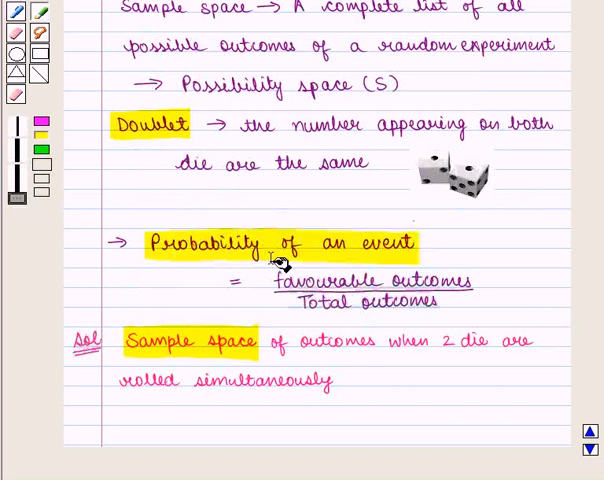 Sample space → A complete list of all
possible outcomes of a random experiment
→ Possibility space (S)
Doublet → the number appearing on both
die are the same
→ Probability of an event
= favourable outcomes
Total outcomes
Sol Sample space of outcomes when 2 die are
rolled simultaneously